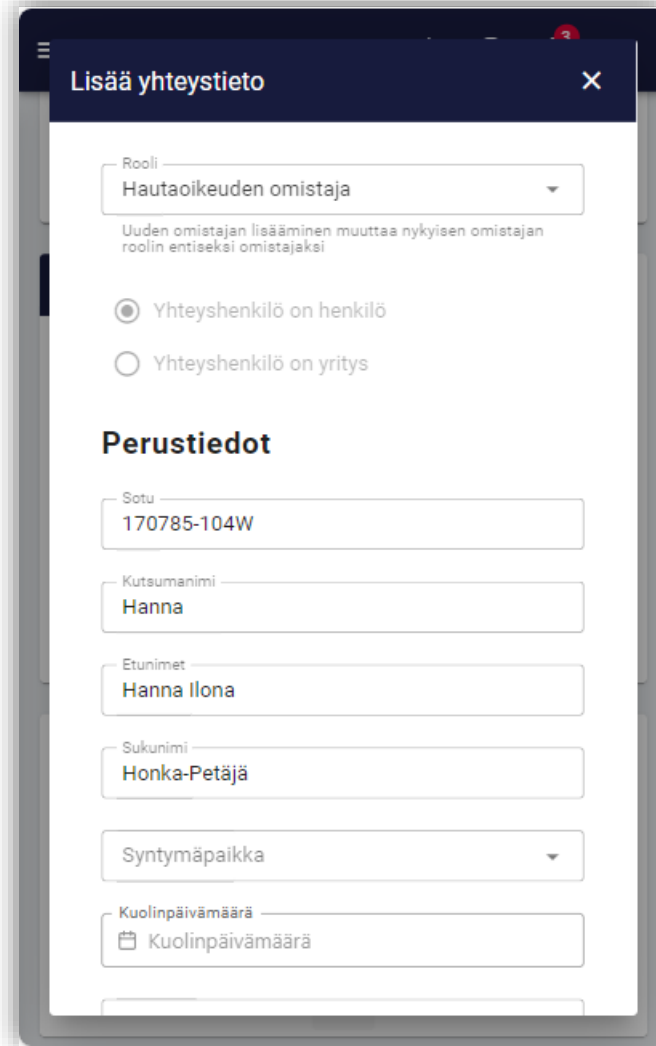 3
Lisää yhteystieto
Rooli
Hautaoikeuden omistaja
Uuden omistajan lisääminen muuttaa nykyisen omistajan
roolin entiseksi omistajaksi
Yhteyshenkilö on henkilö
Yhteyshenkilö on yritys
Perustiedot
Sotu
170785-104W
Kutsumanimi
Hanna
Etunimet
Hanna Ilona
Sukunimi
Honka-Petäjä
Syntymäpaikka
Kuolinpäivämäärä
Kuolinpäivämäärä